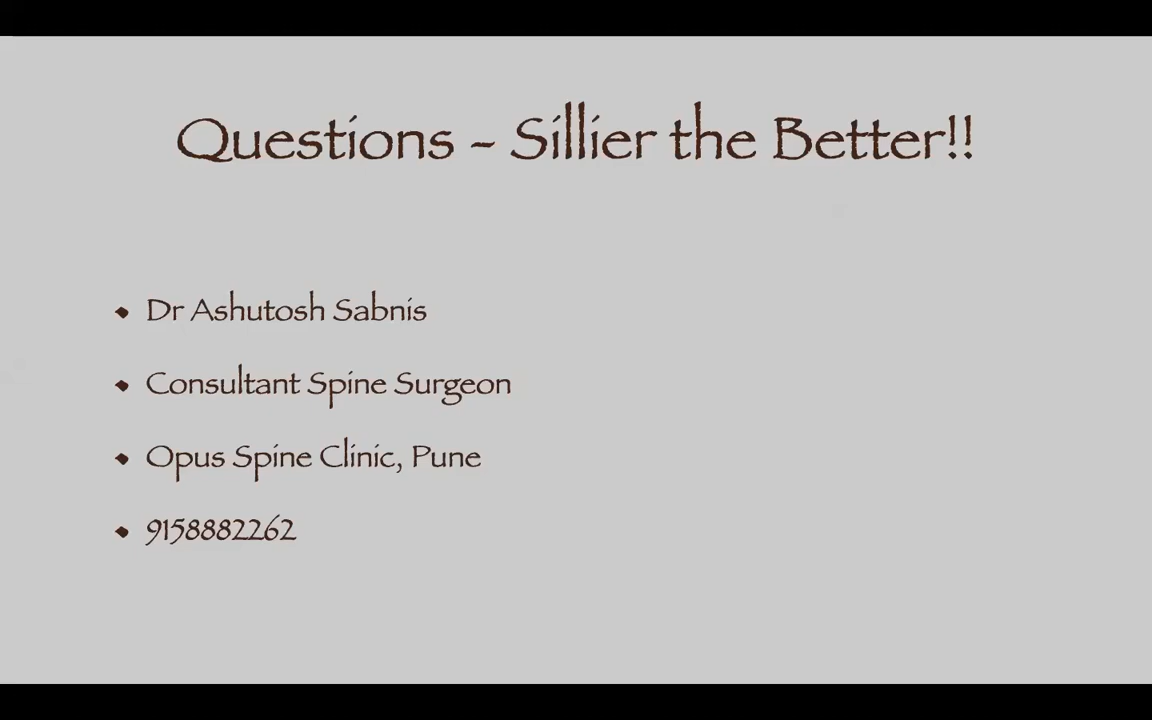 Questions - Sillier the Better!!
Dr Ashutosh Sabnis
Consultant Spine Surgeon
Opus Spine Clinic, Pune
9158882262